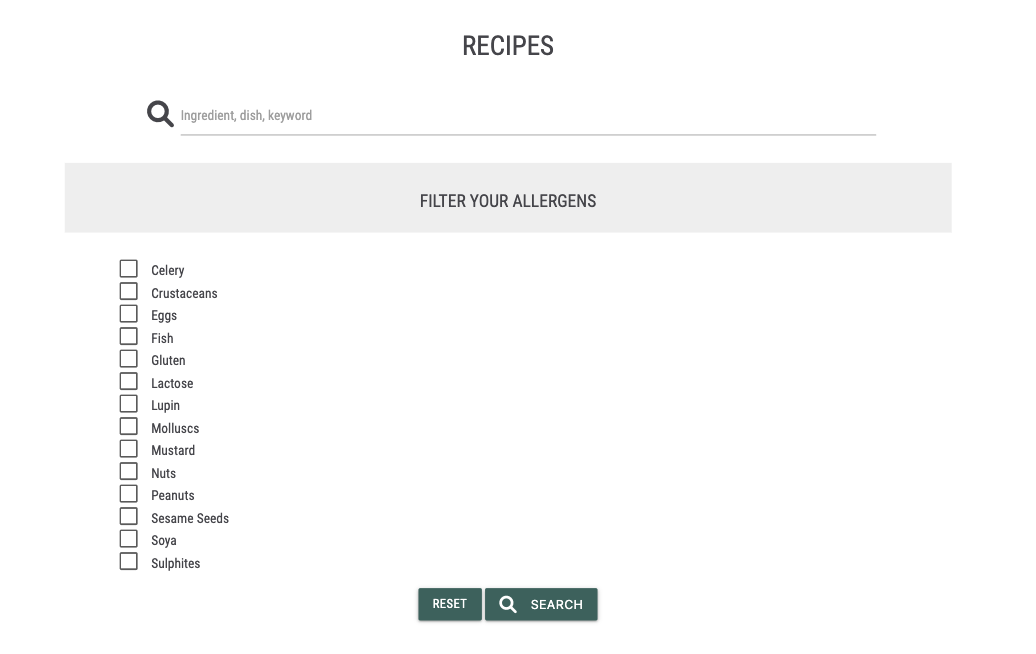 RECIPES
Ingredient, dish, keyword
FILTER YOUR ALLERGENS
Celery
Crustaceans
Eggs
Fish
Gluten
Lactose
Lupin
Molluscs
Mustard
Nuts
Peanuts
Sesame Seeds
Soya
Sulphites
RESET SEARCH